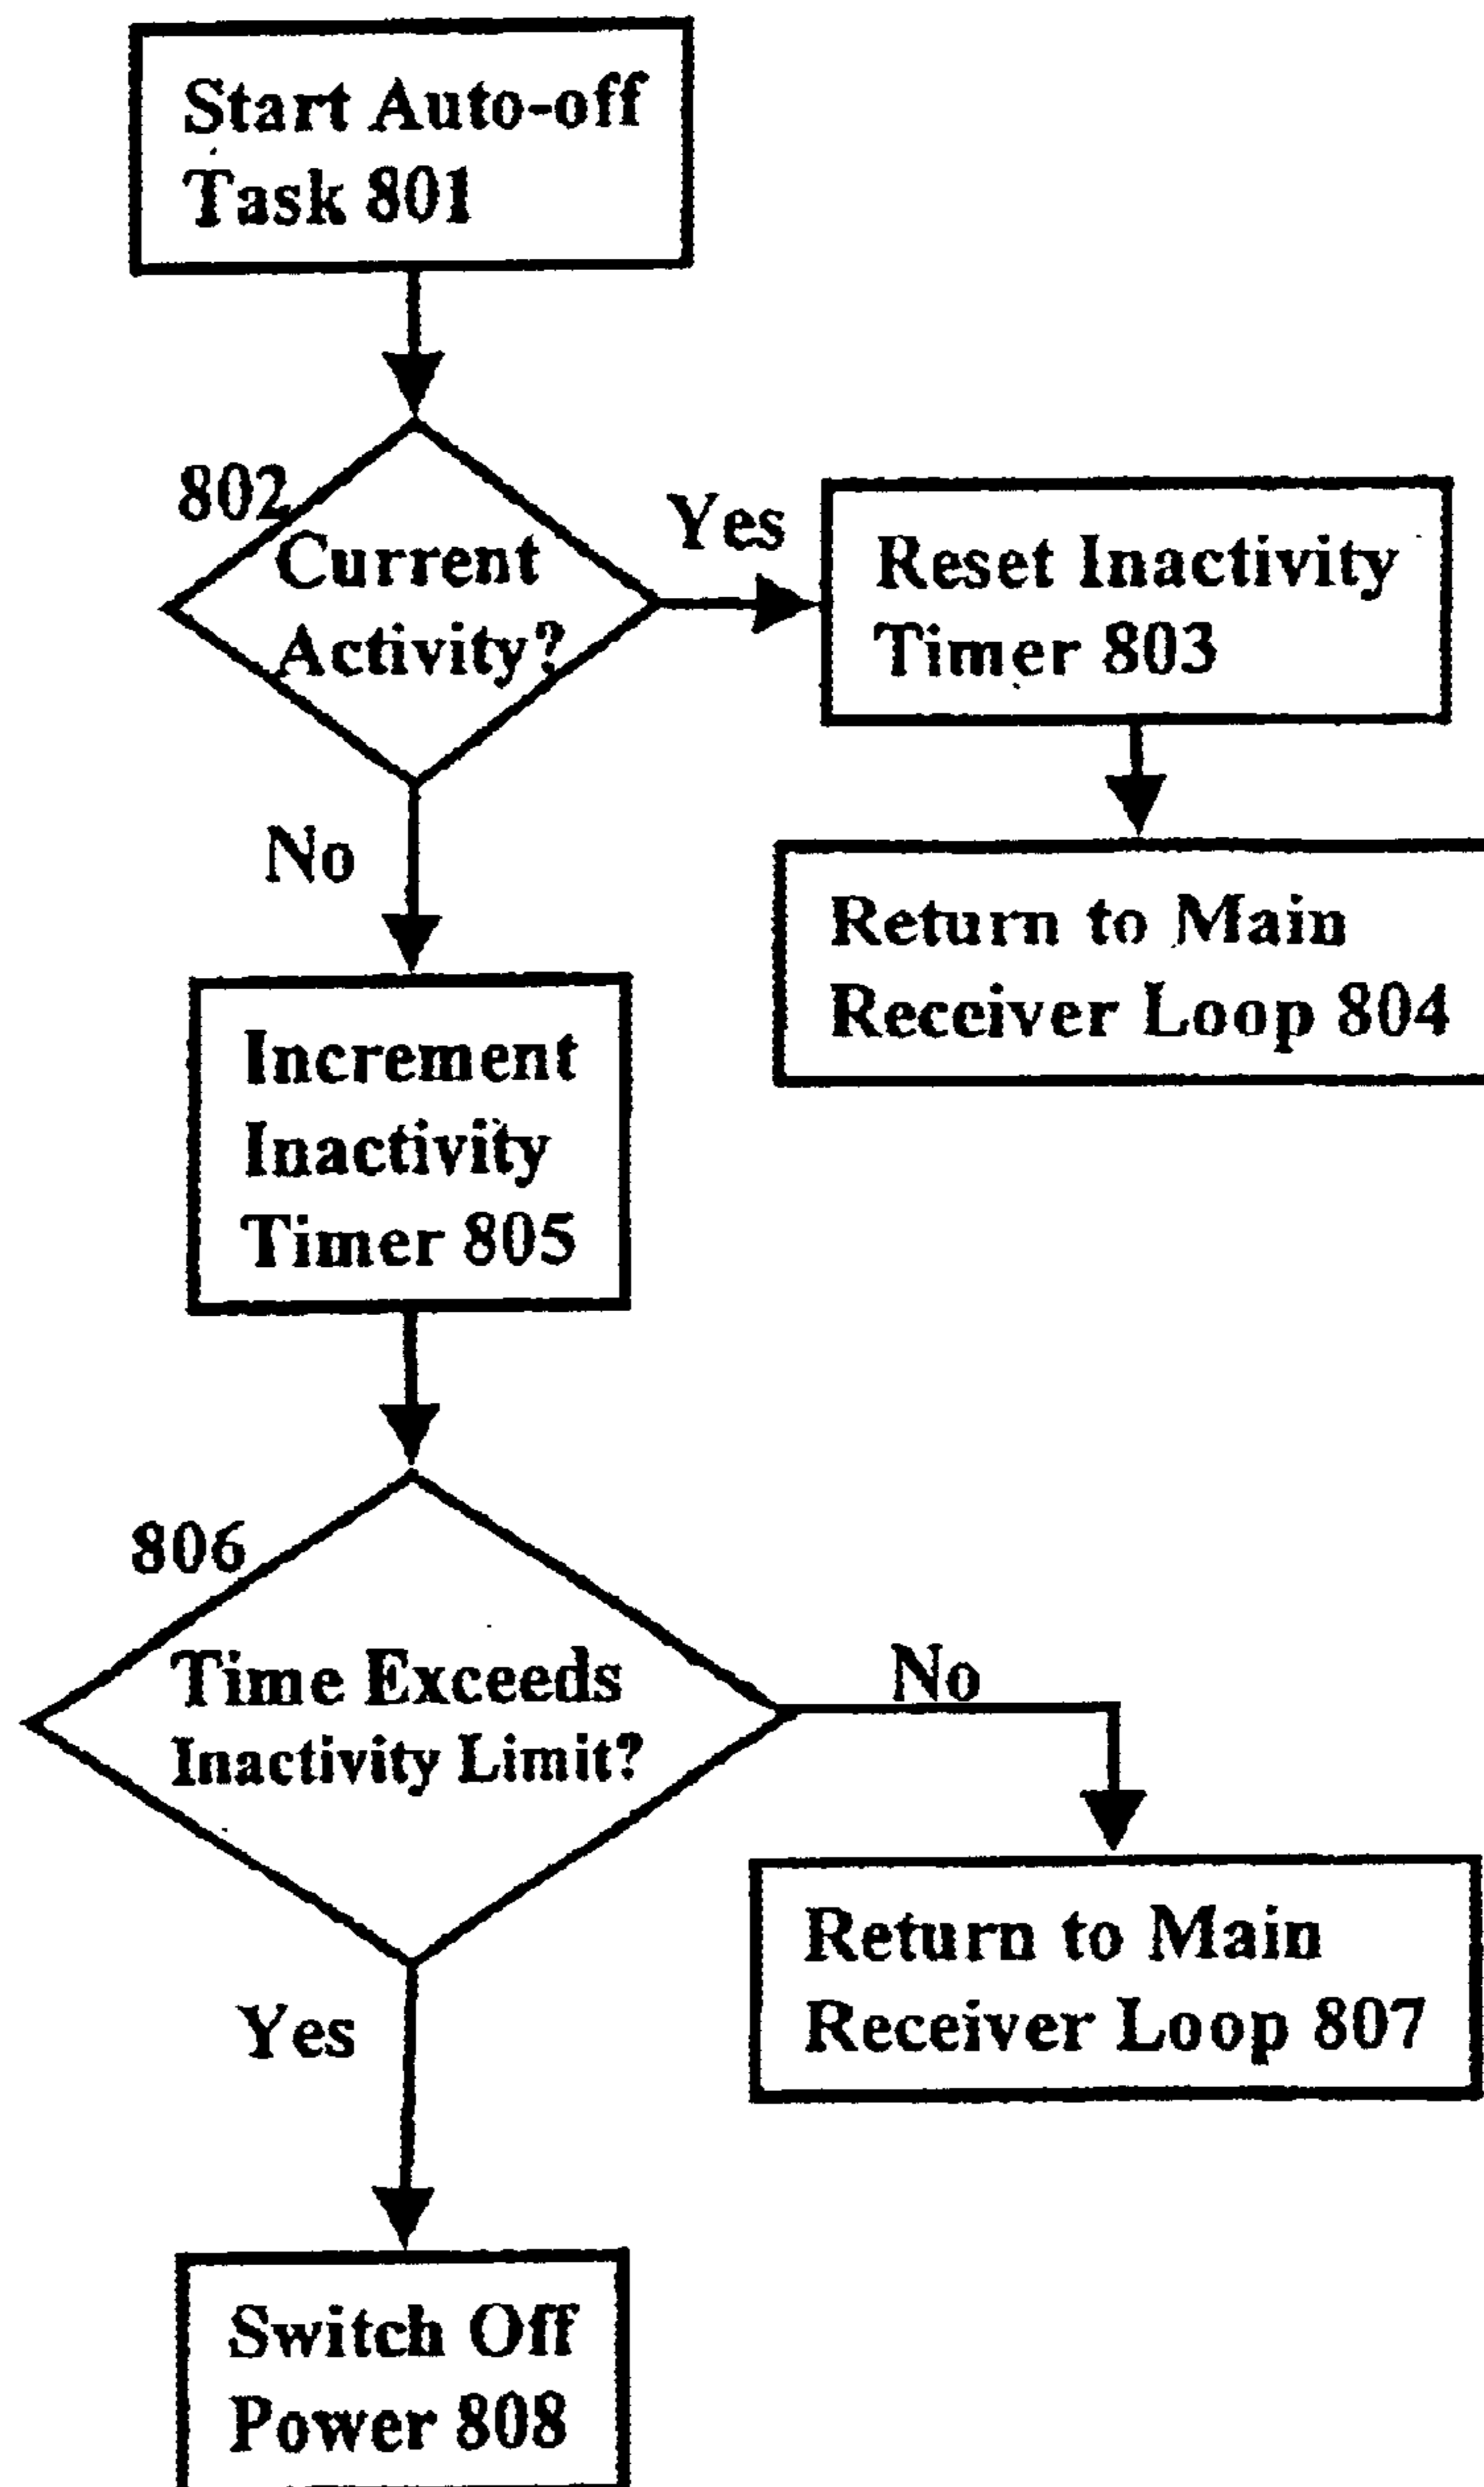 Start Auto-off
Task 801
802
Current
Activity?
Yes
Reset Inactivity
Timer 803
Return to Main
Receiver Loop 804
No
Increment
Inactivity
Timer 805
806
Time Exceeds
Inactivity Limit?
No
Return to Main
Receiver Loop 807
Yes
Switch Off
Power 808